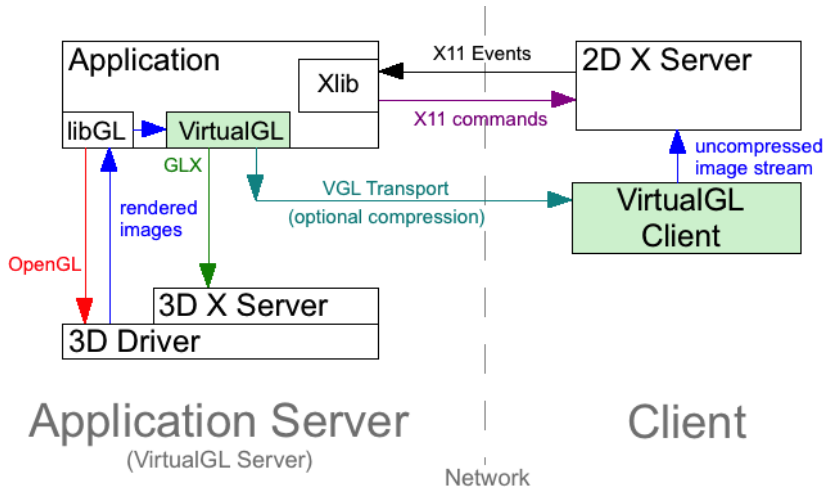 Application
Xlib
libGL
VirtualGL
X11 Events
X11 commands
2D X Server
GLX
rendered
images
VGL Transport
(optional compression)
uncompressed
image stream
VirtualGL
Client
OpenGL
3D X Server
3D Driver
Application Server
(VirtualGL Server)
Network
Client